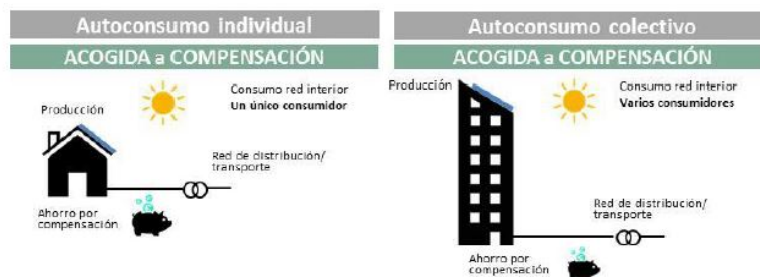 Autoconsumo individual
ACOGIDA a COMPENSACIÓN
Consumo red interior
Un único consumidor
Producción
Red de distribución/
transporte
Ahorro por
compensación
Autoconsumo colectivo
ACOGIDA a COMPENSACIÓN
Producción
Consumo red interior
Varios consumidores
Red de distribución/
transporte
Ahorro por
compensación